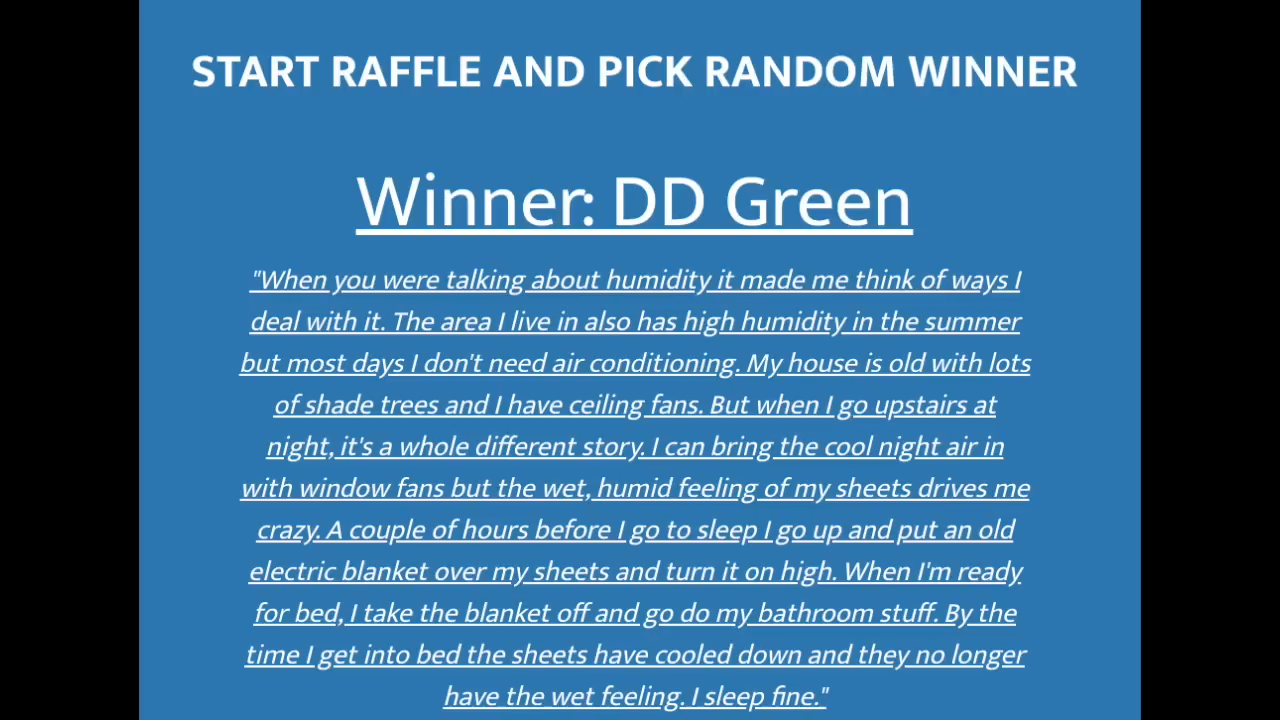 START RAFFLE AND PICK RANDOM WINNER
Winner: DD Green
"When you were talking about humidity it made me think of ways I
deal with it. The area I live in also has high humidity in the summer
but most days I don't need air conditioning. My house is old with lots
of shade trees and I have ceiling fans. But when I go upstairs at
night, it's a whole different story. I can bring the cool night air in
with window fans but the wet, humid feeling of my sheets drives me
crazy. A couple of hours before I go to sleep I go up and put an old
electric blanket over my sheets and turn it on high. When I'm ready
for bed, I take the blanket off and go do my bathroom stuff. By the
time I get into bed the sheets have cooled down and they no longer
have the wet feeling. I sleep fine."